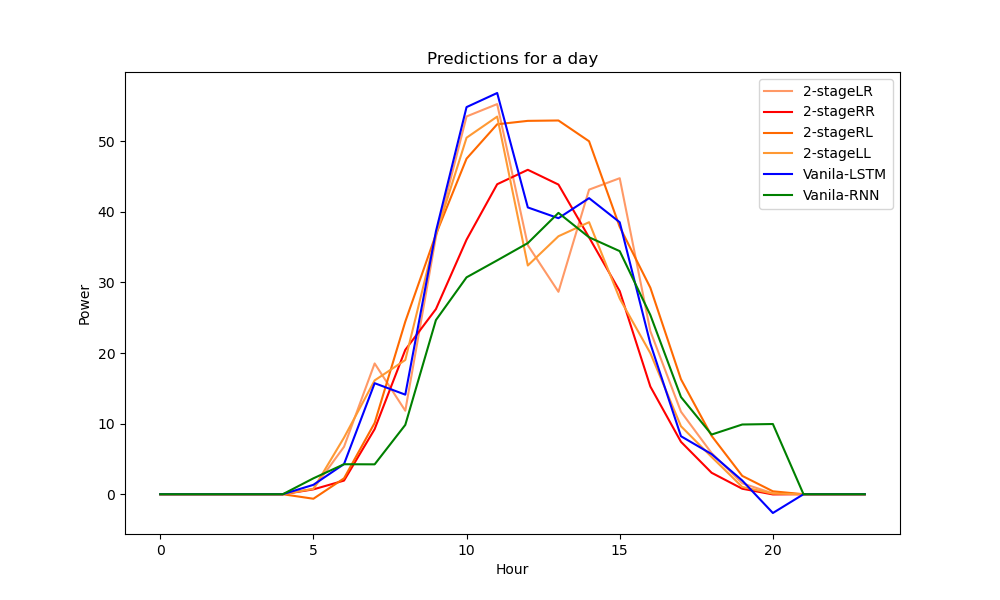 Predictions for a day
2-stageLR
2-stageRR
2-stageRL
2-stageLL
Vanila-LSTM
Vanila-RNN
Power
50
40
30
20
10
0
0 5 10 15 20
Hour